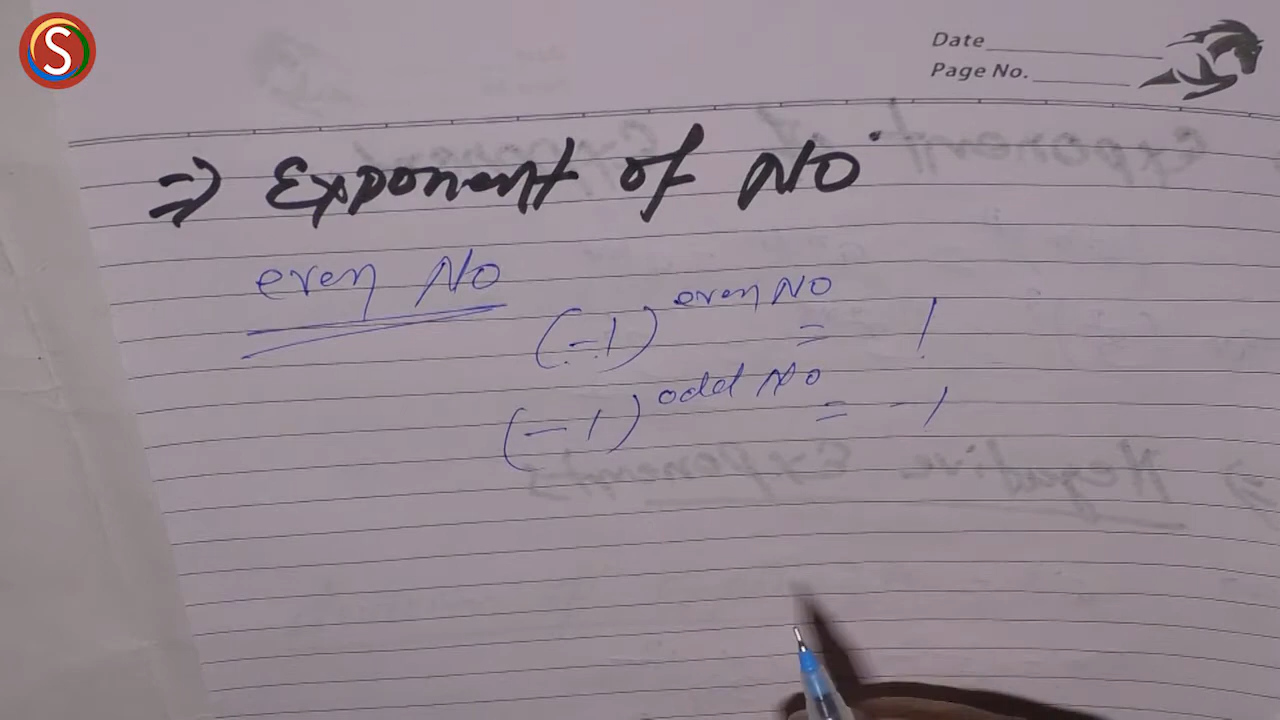 S
Date
Page No.
⇒ Exponent of No.
even No
(-1)^even No = 1
(-1)^odd No = -1